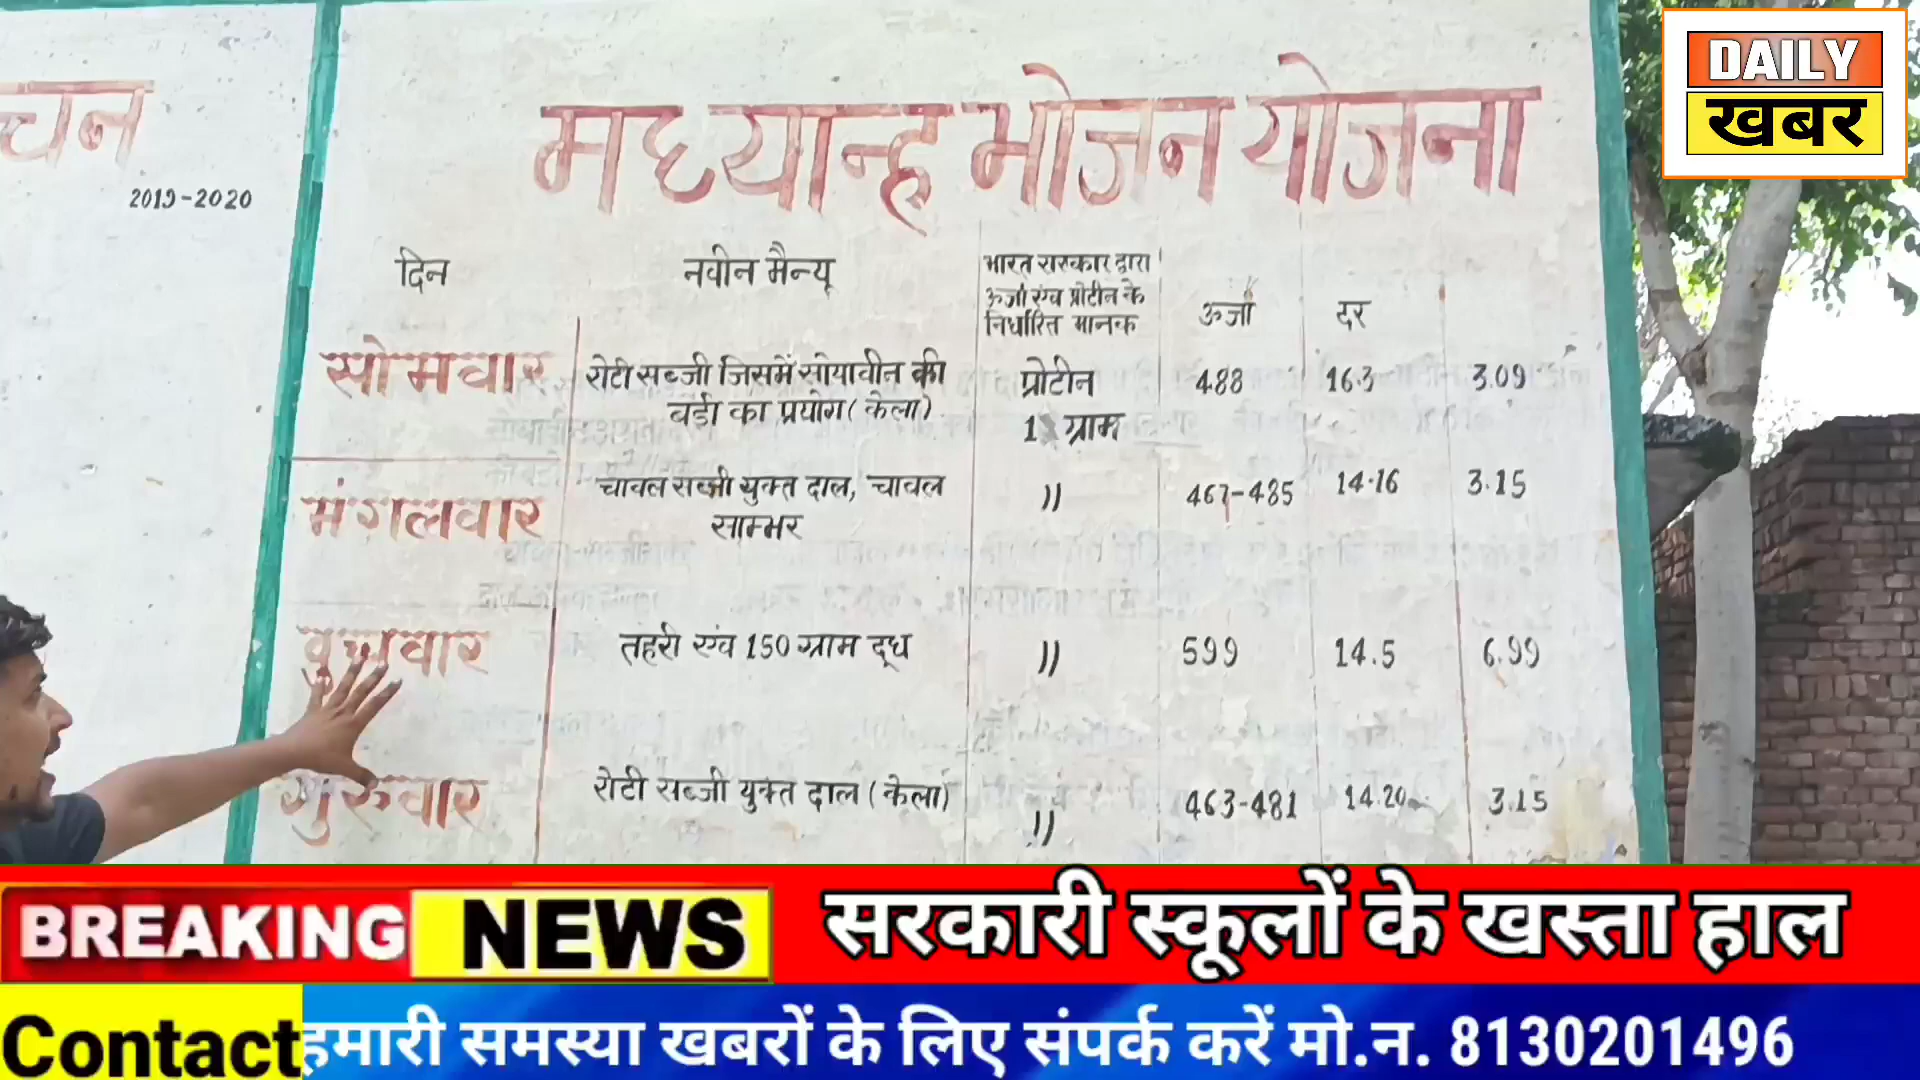 DAILY
खबर
चन
2019-2020
मध्यान्ह भोजन योजना
दिन
नवीन मैन्यू
भारत सरकार द्वारा
ऊर्जा एंव प्रोटीन के
निर्धारित मानक
ऊर्जा
दर
सोमवार
रोटी सब्जी जिसमें सोयावीन की
बड़ी का प्रयोग (केला)
प्रोटीन
1 ग्राम
488
16.3
3.09
मंगलवार
चावल सब्जी युक्त दाल, चावल
साम्भर
〃
467-485
14.16
3.15
वुधवार
तहरी एंव 150 ग्राम दूध
〃
599
14.5
6.99
गुरुवार
रोटी सब्जी युक्त दाल (केला)
〃
463-481
14.20
3.15
BREAKING NEWS
सरकारी स्कूलों के खस्ता हाल
Contact
हमारी समस्या खबरों के लिए संपर्क करें मो.न. 8130201496